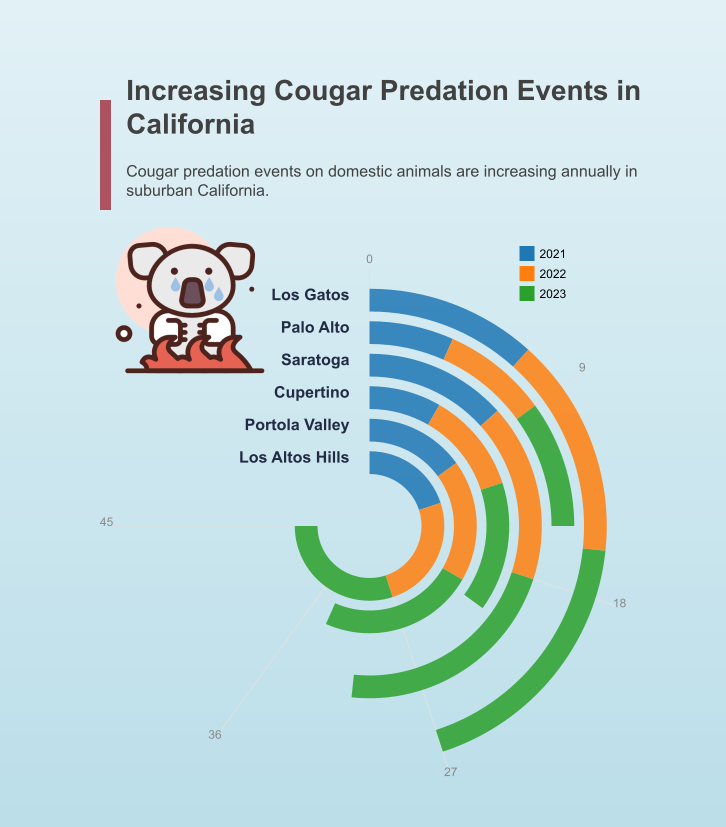 Increasing Cougar Predation Events in
California
Cougar predation events on domestic animals are increasing annually in
suburban California.
0
2021
2022
2023
Los Gatos
Palo Alto
Saratoga
Cupertino
Portola Valley
Los Altos Hills
9
45
18
36
27